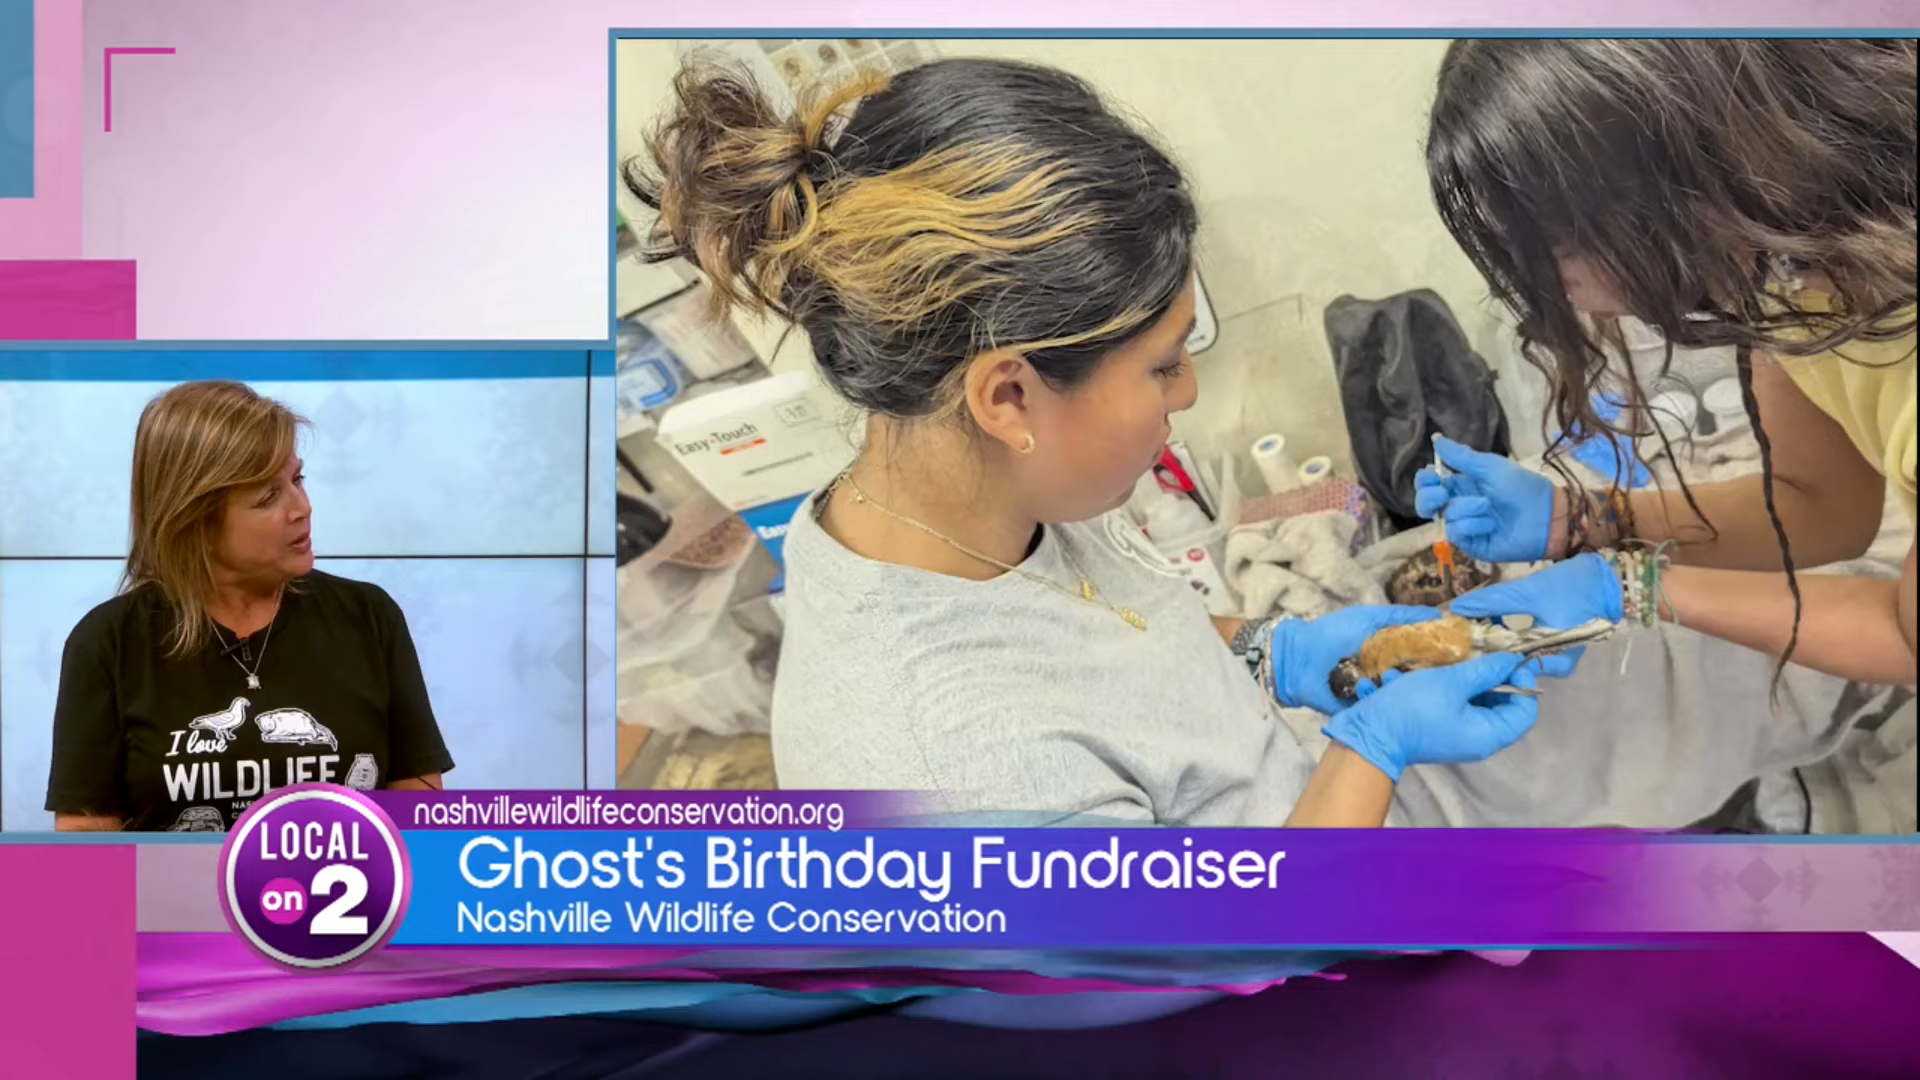 Easy•Touch
I love
WILDLIFE
nashvillewildlifeconservation.org
LOCAL
on 2
Ghost's Birthday Fundraiser
Nashville Wildlife Conservation